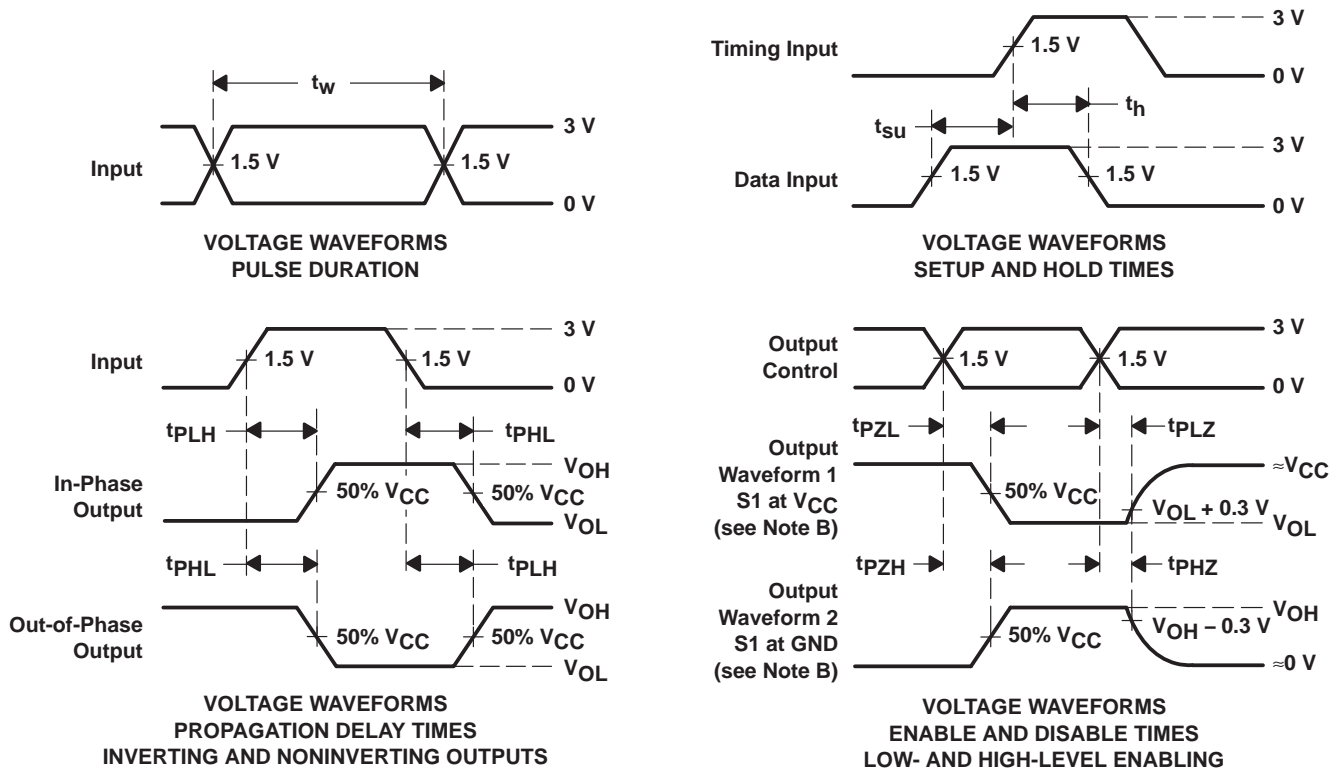 tw
Input
3 V
1.5 V
1.5 V
0 V
VOLTAGE WAVEFORMS
PULSE DURATION
Timing Input
3 V
1.5 V
0 V
th
tsu
Data Input
3 V
1.5 V
1.5 V
0 V
VOLTAGE WAVEFORMS
SETUP AND HOLD TIMES
Input
3 V
1.5 V
1.5 V
0 V
tPLH
tPHL
In-Phase
Output
VOH
50% VCC
50% VCC
VOL
tPHL
tPLH
Out-of-Phase
Output
VOH
50% VCC
50% VCC
VOL
VOLTAGE WAVEFORMS
PROPAGATION DELAY TIMES
INVERTING AND NONINVERTING OUTPUTS
Output
Control
3 V
1.5 V
1.5 V
0 V
tPZL
tPLZ
Output
Waveform 1
S1 at VCC
(see Note B)
≈VCC
50% VCC
VOL + 0.3 V
VOL
tPZH
tPHZ
Output
Waveform 2
S1 at GND
(see Note B)
VOH
50% VCC
VOH − 0.3 V
≈0 V
VOLTAGE WAVEFORMS
ENABLE AND DISABLE TIMES
LOW- AND HIGH-LEVEL ENABLING